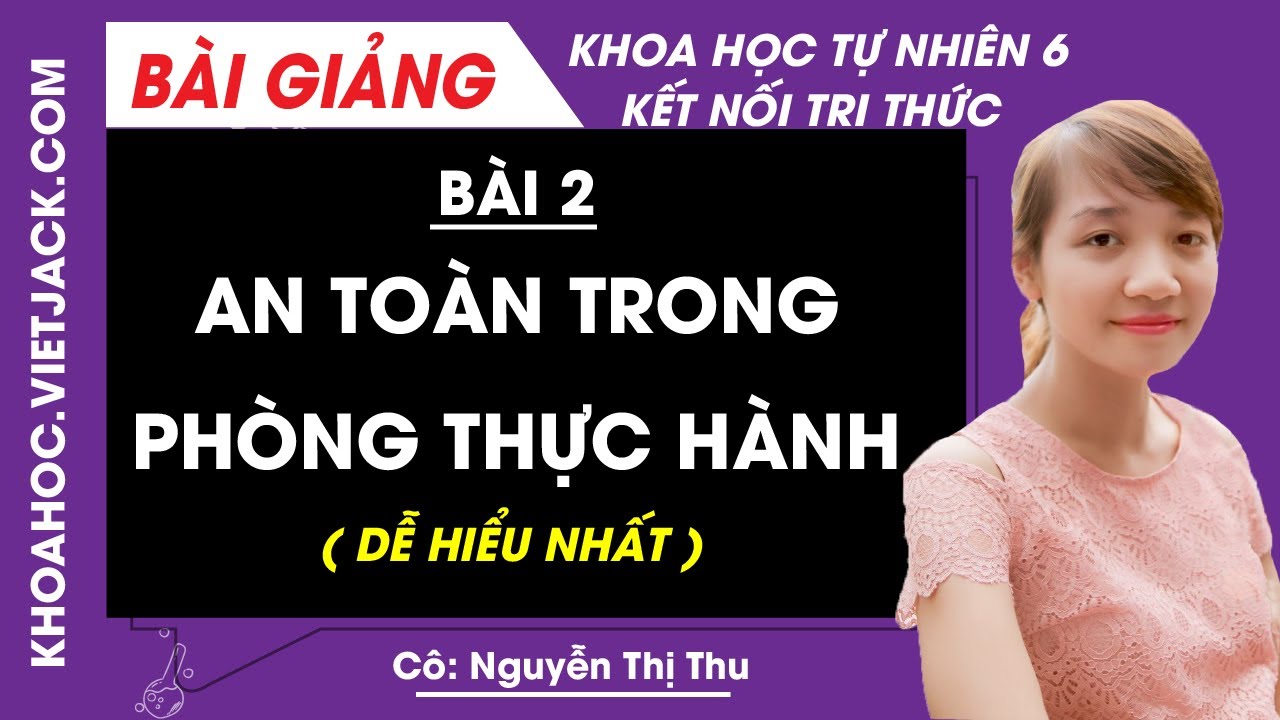 BÀI GIẢNG
KHOA HỌC TỰ NHIÊN 6
KẾT NỐI TRI THỨC
KHOAHOC.VIETJACK.COM
BÀI 2
AN TOÀN TRONG
PHÒNG THỰC HÀNH
( DỄ HIỂU NHẤT )
Cô: Nguyễn Thị Thu